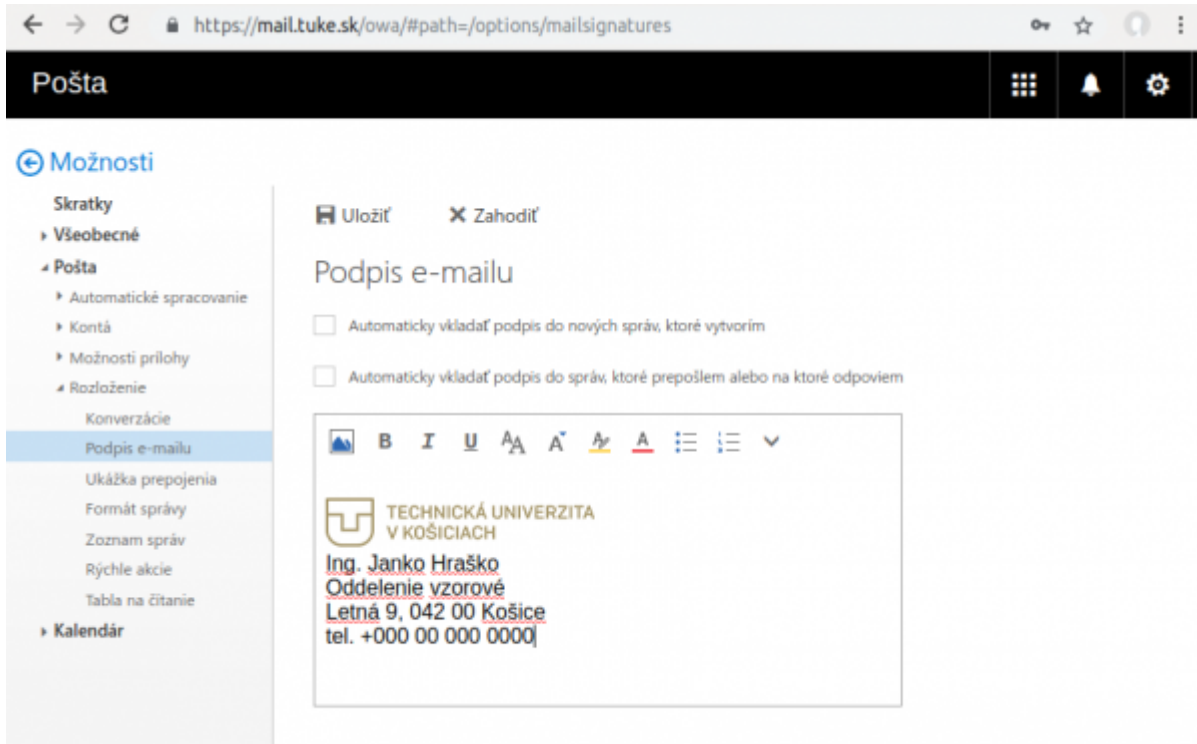 https://mail.tuke.sk/owa/#path=/options/mailsignatures
Pošta
Možnosti
Skratky
Všeobecné
Pošta
Automatické spracovanie
Kontá
Možnosti prílohy
Rozloženie
Konverzácie
Podpis e-mailu
Ukážka prepojenia
Formát správy
Zoznam správ
Rýchle akcie
Tabla na čítanie
Kalendár
Uložiť Zahodiť
Podpis e-mailu
Automaticky vkladať podpis do nových správ, ktoré vytvorím
Automaticky vkladať podpis do správ, ktoré prepošlem alebo na ktoré odpoviem
B I U AA A A A
TECHNICKÁ UNIVERZITA
V KOŠICIACH
Ing. Janko Hraško
Oddelenie vzorové
Letná 9, 042 00 Košice
tel. +000 00 000 0000